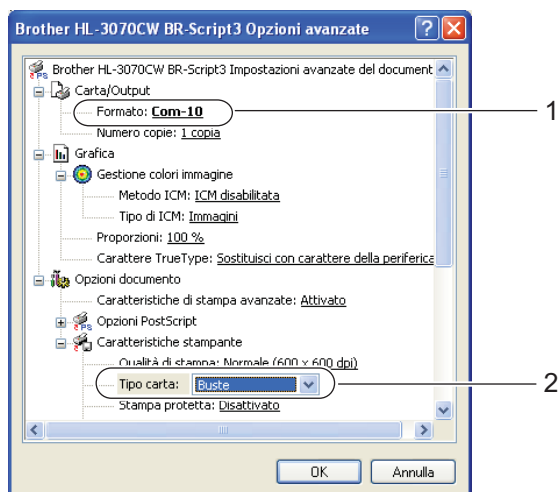 Brother HL-3070CW BR-Script3 Opzioni avanzate
Brother HL-3070CW BR-Script3 Impostazioni avanzate del document
Carta/Output
Formato: Com-10
1
Numero copie: 1 copia
Grafica
Gestione colori immagine
Metodo ICM: ICM disabilitata
Tipo di ICM: Immagini
Proporzioni: 100 %
Carattere TrueType: Sostituisci con carattere della periferica
Opzioni documento
Caratteristiche di stampa avanzate: Attivato
Opzioni PostScript
Caratteristiche stampante
Qualità di stampa: Normale (600 x 600 dpi)
Tipo carta: Buste
2
Stampa protetta: Disattivato
OK Annulla